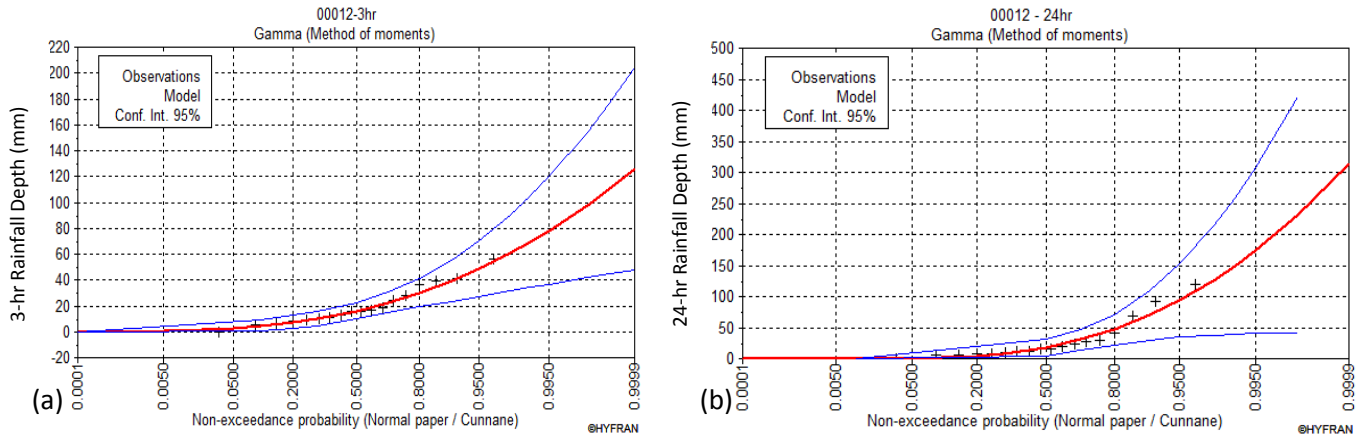 00012-3hr
Gamma (Method of moments)
3-hr Rainfall Depth (mm)
220
200
180
160
140
120
100
80
60
40
20
0
-20
Observations
Model
Conf. Int. 95%
0.0001
0.0050
0.0500
0.2000
0.5000
0.8000
0.9500
0.9950
0.9999
(a)
Non-exceedance probability (Normal paper / Cunnane)
©HYFRAN
00012 - 24hr
Gamma (Method of moments)
24-hr Rainfall Depth (mm)
500
450
400
350
300
250
200
150
100
50
0
Observations
Model
Conf. Int. 95%
0.0001
0.0050
0.0500
0.2000
0.5000
0.8000
0.9500
0.9950
0.9999
(b)
Non-exceedance probability (Normal paper / Cunnane)
©HYFRAN